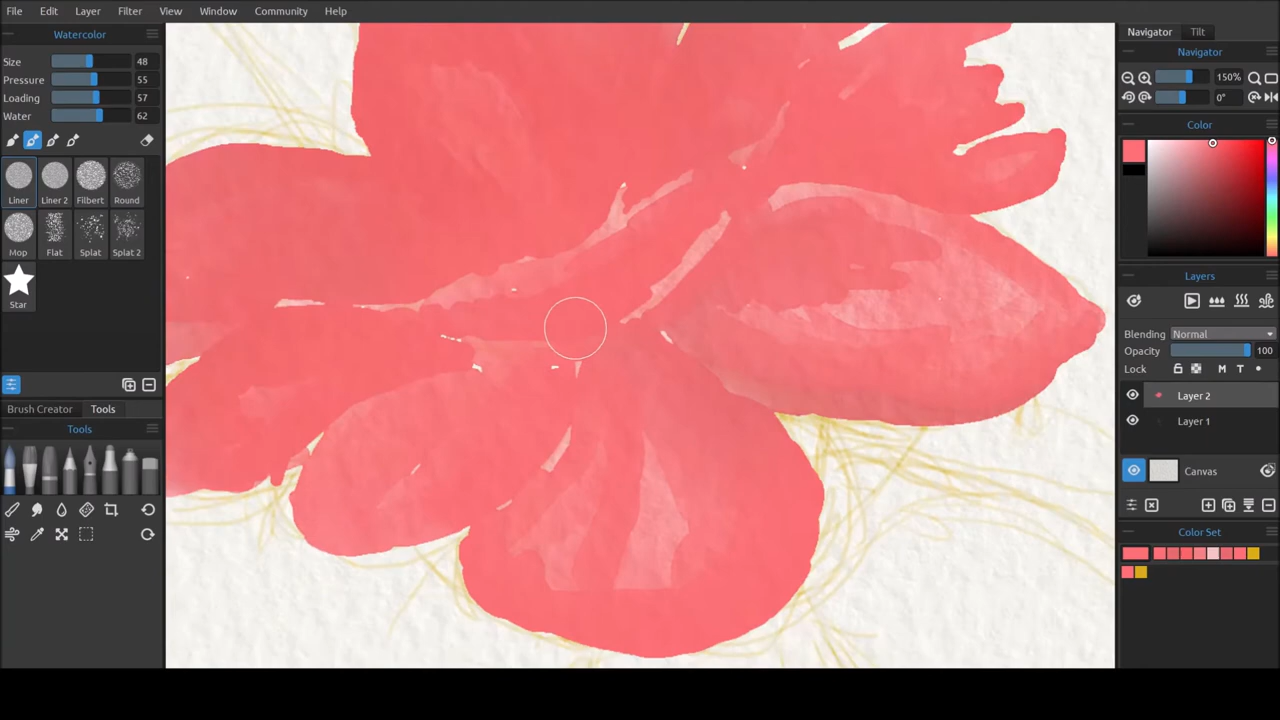 File Edit Layer Filter View Window Community Help
Watercolor
Size 48
Pressure 55
Loading 57
Water 62
Liner Liner 2 Filbert Round
Mop Flat Splat Splat 2
Star
Brush Creator Tools
Tools
Navigator Tilt
Navigator
150%
0°
Color
Layers
Blending Normal
Opacity 100
Lock M T
Layer 2
Layer 1
Canvas
Color Set